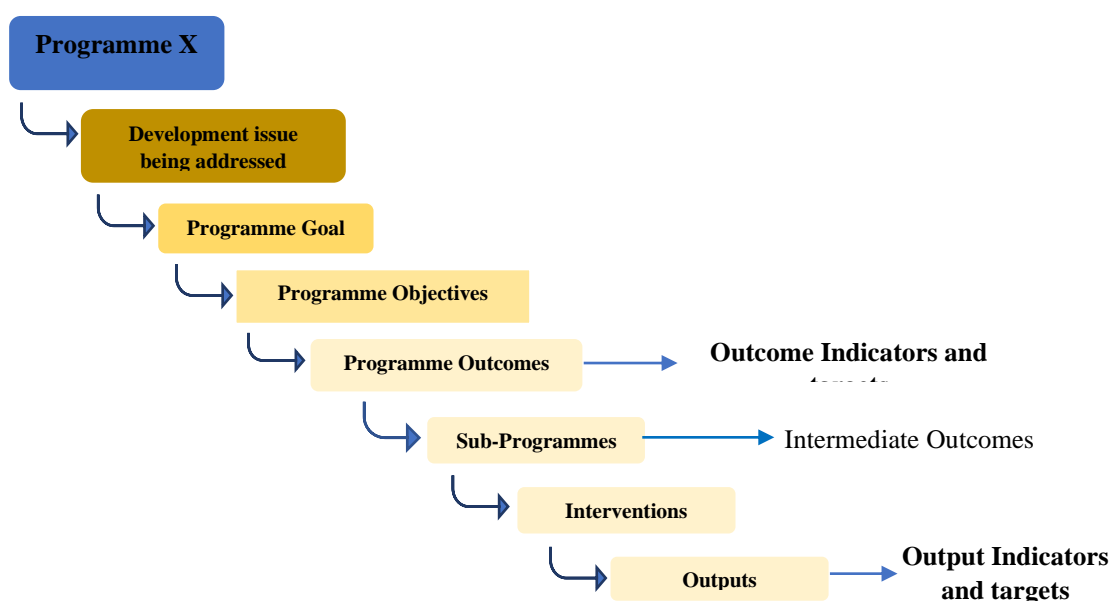 Programme X
Development issue
being addressed
Programme Goal
Programme Objectives
Programme Outcomes
Outcome Indicators and
targets
Sub-Programmes
Intermediate Outcomes
Interventions
Outputs
Output Indicators
and targets